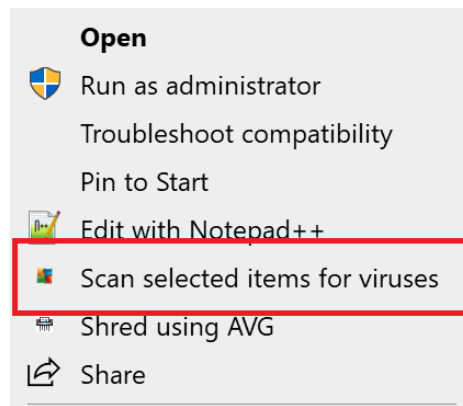 Open
Run as administrator
Troubleshoot compatibility
Pin to Start
Edit with Notepad++
Scan selected items for viruses
Shred using AVG
Share